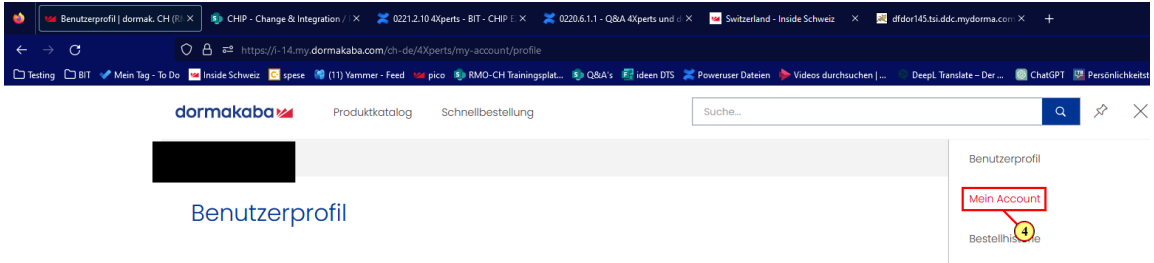 Benutzerprofil | dormak. CH (R
CHIP - Change & Integration /
0221.2.10 4Xperts - BIT - CHIP E
0220.6.1.1 - Q&A 4Xperts und d
Switzerland - Inside Schweiz
dfdor145.tsi.ddc.mydorma.com
https://i-14.my.dormakaba.com/ch-de/4Xperts/my-account/profile
Testing BIT Mein Tag - To Do Inside Schweiz spese (11) Yammer - Feed pico RMO-CH Trainingsplat... Q&A's ideen DTS Poweruser Dateien Videos durchsuchen | ... DeepL Translate – Der ... ChatGPT Persönlichkeitst
dormakaba Produktkatalog Schnellbestellung Suche...
Benutzerprofil
Mein Account
Benutzerprofil
4
Bestellhistorie